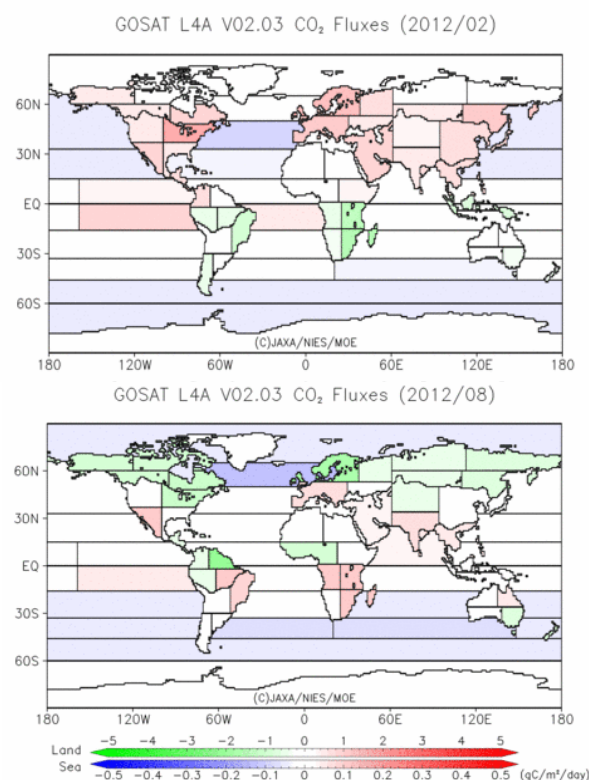 GOSAT L4A V02.03 CO₂ Fluxes (2012/02)
60N
30N
EQ
30S
60S
(C)JAXA/NIES/MOE
180 120W 60W 0 60E 120E 180
GOSAT L4A V02.03 CO₂ Fluxes (2012/08)
60N
30N
EQ
30S
60S
(C)JAXA/NIES/MOE
180 120W 60W 0 60E 120E 180
-5 -4 -3 -2 -1 0 1 2 3 4 5
Land
Sea
-0.5 -0.4 -0.3 -0.2 -0.1 0 0.1 0.2 0.3 0.4 0.5 (gC/m²/day)